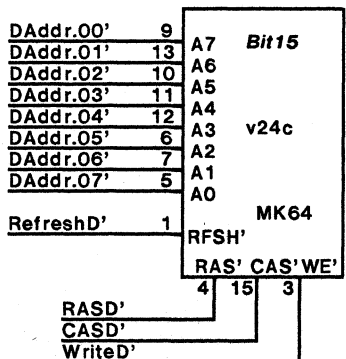 DAddr.00' 9 A7 Bit15
DAddr.01' 13 A6
DAddr.02' 10 A5
DAddr.03' 11 A4
DAddr.04' 12 A3 v24c
DAddr.05' 6 A2
DAddr.06' 7 A1
DAddr.07' 5 A0
MK64
RefreshD' 1 RFSH'
RAS' CAS' WE'
4 15 3
RASD'
CASD'
WriteD'